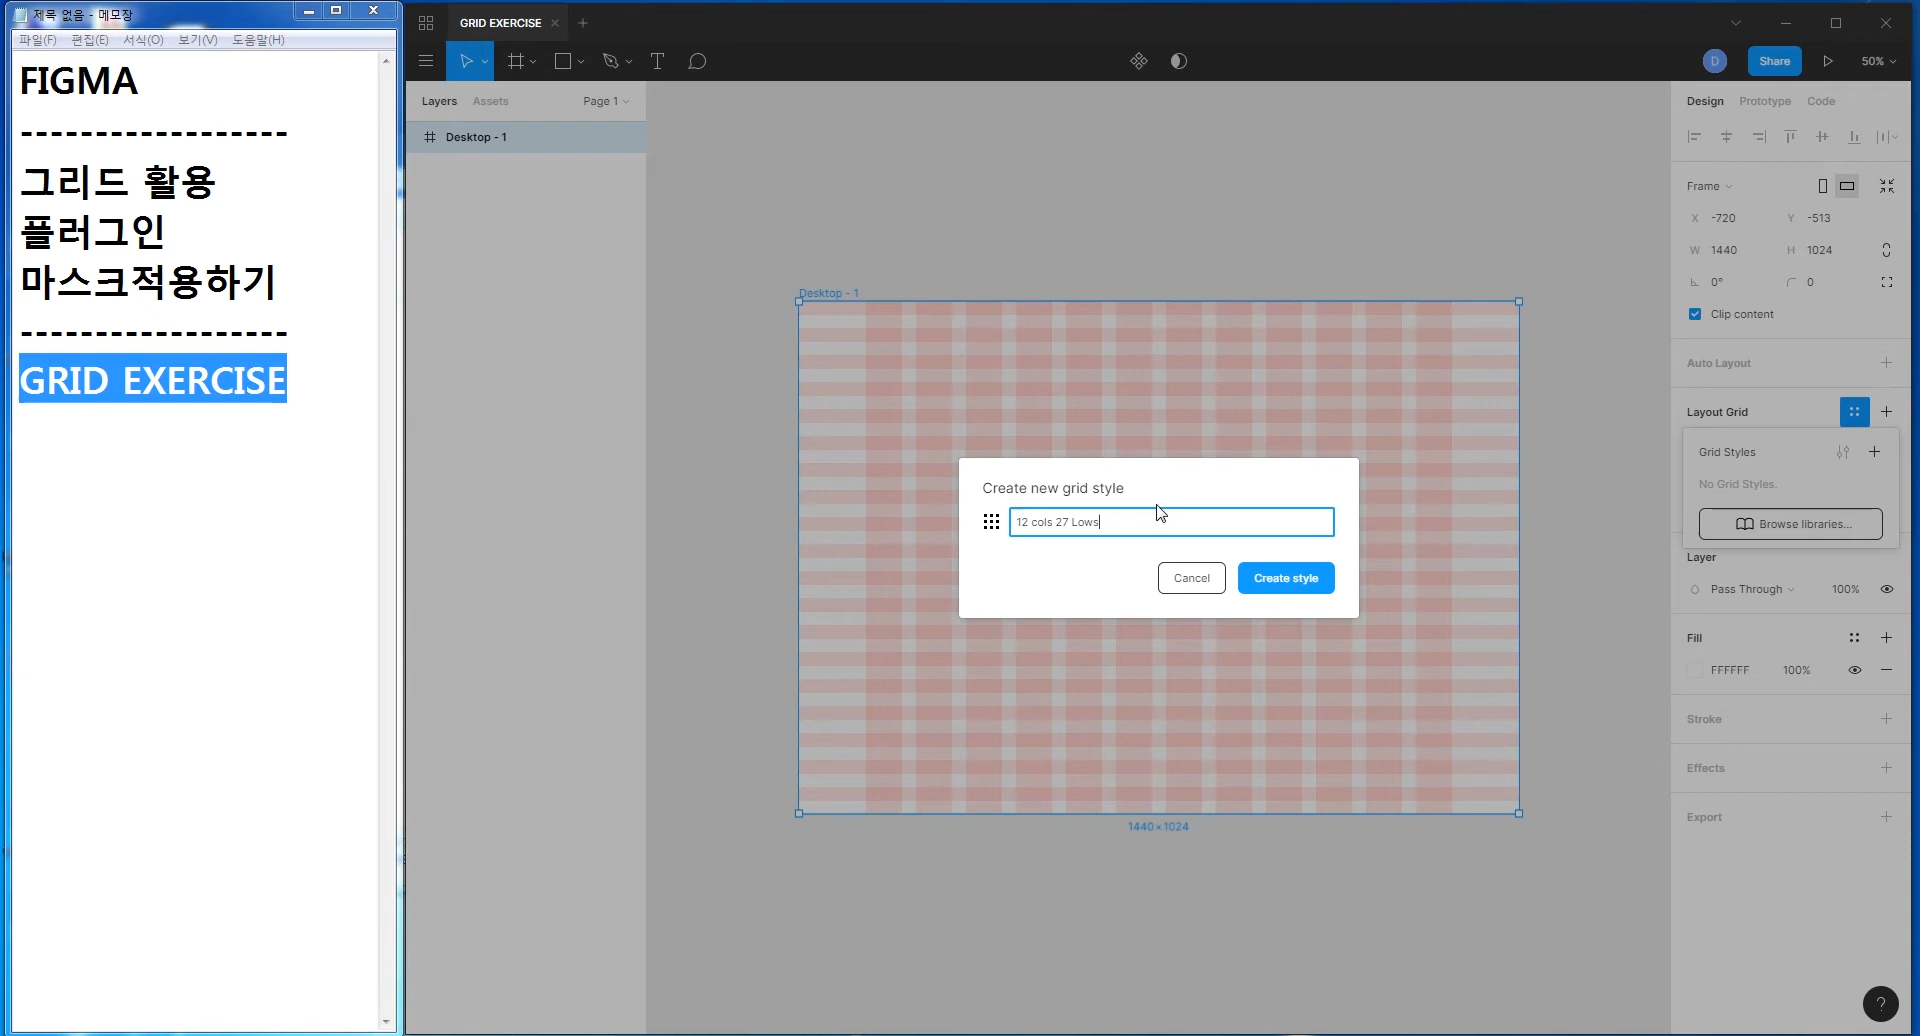 제목 없음 - 메모장
파일(F) 편집(E) 서식(O) 보기(V) 도움말(H)
FIGMA
------------------
그리드 활용
플러그인
마스크적용하기
------------------
GRID EXERCISE
GRID EXERCISE
D
Share
50%
Layers Assets Page 1
Desktop - 1
Desktop - 1
1440×1024
Create new grid style
12 cols 27 Lows
Cancel Create style
Design Prototype Code
Frame
X -720 Y -513
W 1440 H 1024
0° 0
Clip content
Auto Layout
Layout Grid
Grid Styles
No Grid Styles.
Browse libraries...
Layer
Pass Through 100%
Fill
FFFFFF 100%
Stroke
Effects
Export
?